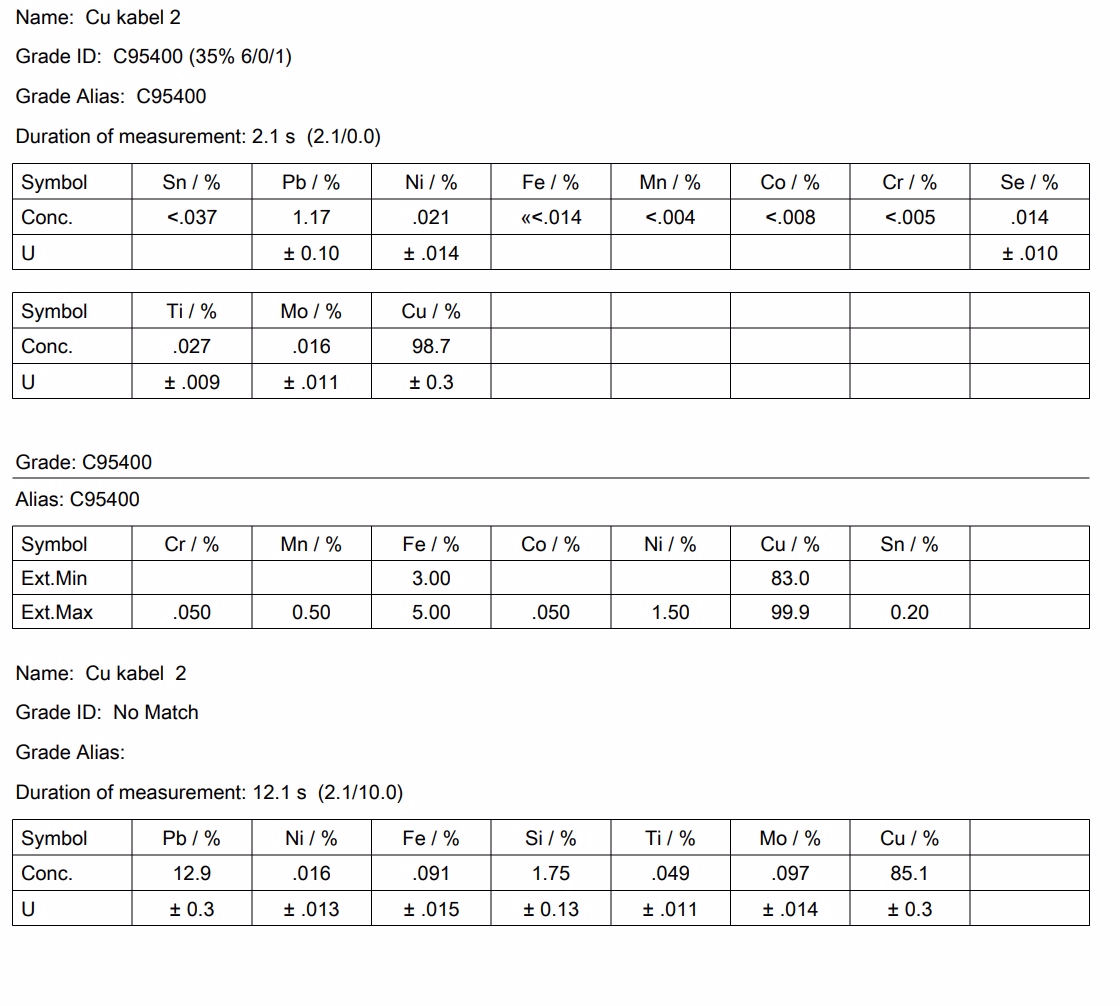 Name:  Cu kabel 2
Grade ID:  C95400 (35% 6/0/1)
Grade Alias:  C95400
Duration of measurement: 2.1 s  (2.1/0.0)
Symbol Sn / % Pb / % Ni / % Fe / % Mn / % Co / % Cr / % Se / %
Conc. <.037 1.17 .021 «<.014 <.004 <.008 <.005 .014
U ± 0.10 ± .014 ± .010
Symbol Ti / % Mo / % Cu / %
Conc. .027 .016 98.7
U ± .009 ± .011 ± 0.3
Grade: C95400
Alias: C95400
Symbol Cr / % Mn / % Fe / % Co / % Ni / % Cu / % Sn / %
Ext.Min 3.00 83.0
Ext.Max .050 0.50 5.00 .050 1.50 99.9 0.20
Name:  Cu kabel  2
Grade ID:  No Match
Grade Alias:
Duration of measurement: 12.1 s  (2.1/10.0)
Symbol Pb / % Ni / % Fe / % Si / % Ti / % Mo / % Cu / %
Conc. 12.9 .016 .091 1.75 .049 .097 85.1
U ± 0.3 ± .013 ± .015 ± 0.13 ± .011 ± .014 ± 0.3